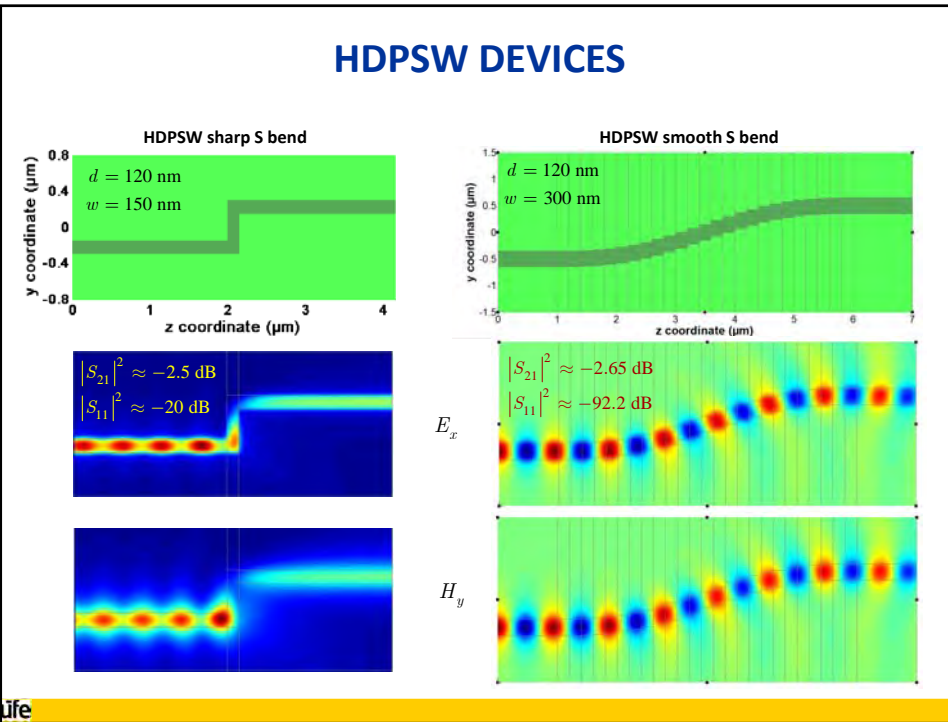 HDPSW DEVICES
HDPSW sharp S bend
0.8
0.4
0
-0.4
-0.8
y coordinate (μm)
d = 120 nm
w = 150 nm
0 1 2 3 4
z coordinate (μm)
HDPSW smooth S bend
1.5
1
0.5
0
-0.5
-1
-1.5
y coordinate (μm)
d = 120 nm
w = 300 nm
0 1 2 3 4 5 6 7
z coordinate (μm)
|S₂₁|² ≈ −2.5 dB
|S₁₁|² ≈ −20 dB
E_x
|S₂₁|² ≈ −2.65 dB
|S₁₁|² ≈ −92.2 dB
H_y
ūfe